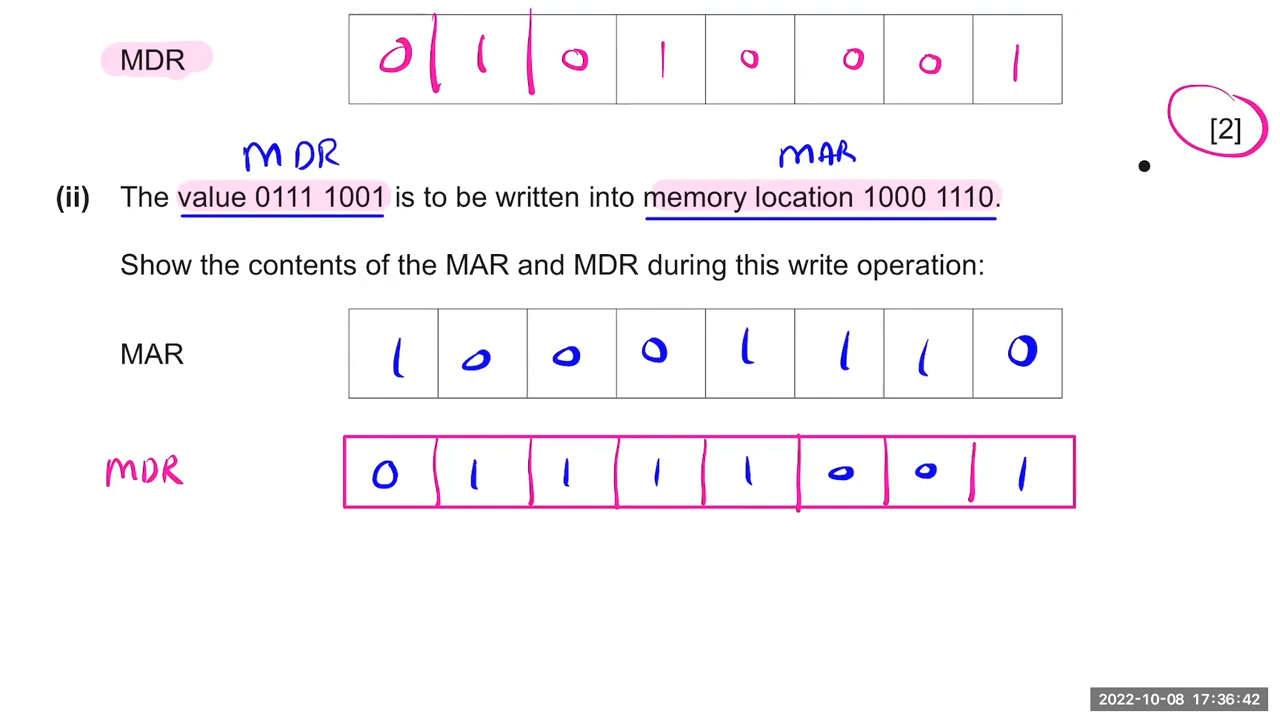 MDR 0 1 0 1 0 0 0 1
[2]
MDR MAR
(ii) The value 0111 1001 is to be written into memory location 1000 1110.
Show the contents of the MAR and MDR during this write operation:
MAR 1 0 0 0 1 1 1 0
MDR 0 1 1 1 1 0 0 1
2022-10-08 17:36:42